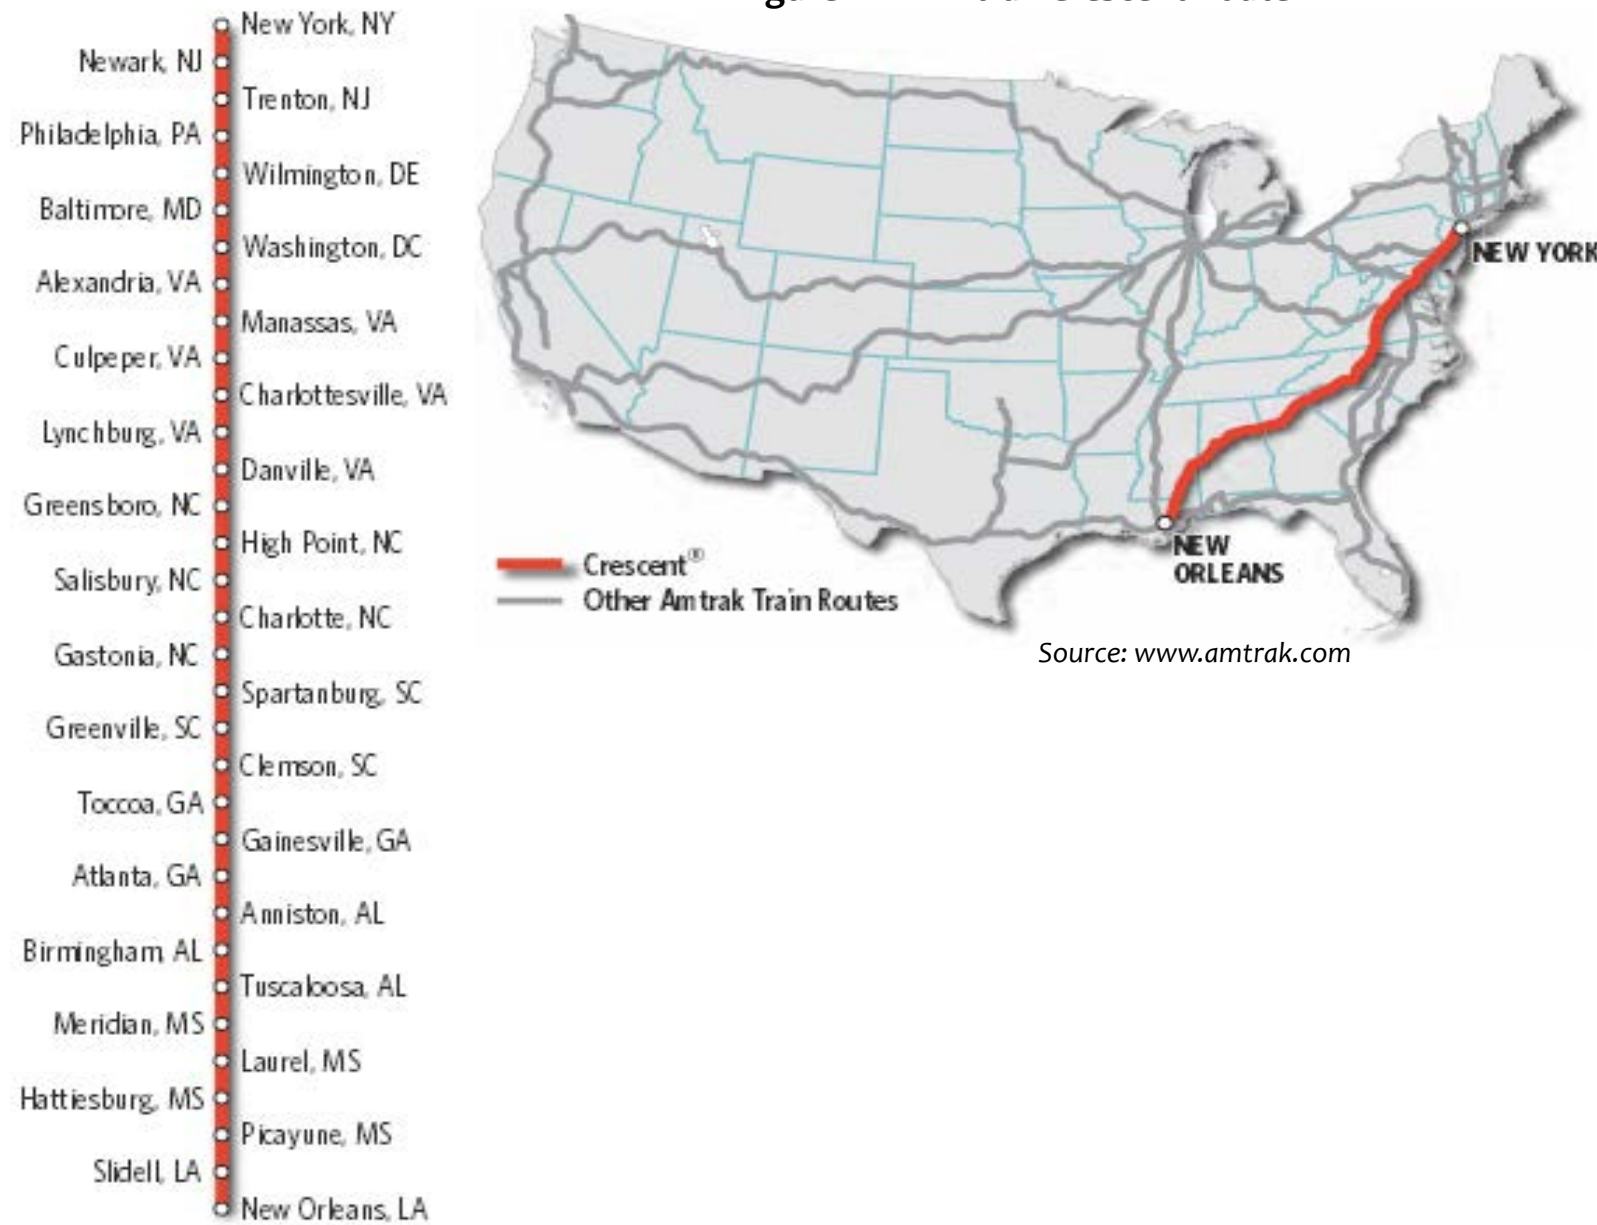 New York, NY
Newark, NJ
Trenton, NJ
Philadelphia, PA
Wilmington, DE
Baltimore, MD
Washington, DC
Alexandria, VA
Manassas, VA
Culpeper, VA
Charlottesville, VA
Lynchburg, VA
Danville, VA
Greensboro, NC
High Point, NC
Salisbury, NC
Charlotte, NC
Gastonia, NC
Spartanburg, SC
Greenville, SC
Clemson, SC
Toccoa, GA
Gainesville, GA
Atlanta, GA
Anniston, AL
Birmingham, AL
Tuscaloosa, AL
Meridian, MS
Laurel, MS
Hattiesburg, MS
Picayune, MS
Slidell, LA
New Orleans, LA
NEW YORK
NEW
ORLEANS
Crescent®
Other Amtrak Train Routes
Source: www.amtrak.com